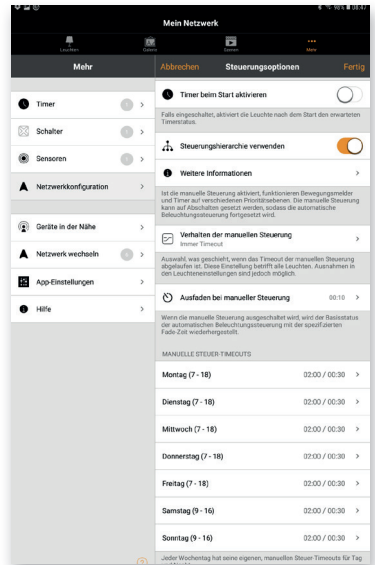 98% 08:47
Mein Netzwerk
Leuchten
Szenen
Mehr
Mehr
Abbrechen Steuerungsoptionen Fertig
Timer
Schalter
Sensoren
Netzwerkkonfiguration
Geräte in der Nähe
Netzwerk wechseln
App-Einstellungen
Hilfe
Timer beim Start aktivieren
Falls eingeschaltet, aktiviert die Leuchte nach dem Start den erwarteten
Timerstatus.
Steuerungshierarchie verwenden
Weitere Informationen
Ist die manuelle Steuerung aktiviert, funktionieren Bewegungsmelder
und Timer auf verschiedenen Prioritätsebenen. Die manuelle Steuerung
kann auf Abschalten gesetzt werden, sodass die automatische
Beleuchtungssteuerung fortgesetzt wird.
Verhalten der manuellen Steuerung
Immer Timeout
Auswahl, was geschieht, wenn das Timeout der manuellen Steuerung
abgelaufen ist. Diese Einstellung betrifft alle Leuchten. Ausnahmen in
den Leuchteneinstellungen sind jedoch möglich.
Ausfaden bei manueller Steuerung 00:10
Wenn die manuelle Steuerung ausgeschaltet wird, wird der Basisstatus
der automatischen Beleuchtungssteuerung mit der spezifizierten
Fade-Zeit wiederhergestellt.
MANUELLE STEUER-TIMEOUTS
Montag (7 - 18) 02:00 / 00:30
Dienstag (7 - 18) 02:00 / 00:30
Mittwoch (7 - 18) 02:00 / 00:30
Donnerstag (7 - 18) 02:00 / 00:30
Freitag (7 - 18) 02:00 / 00:30
Samstag (9 - 16) 02:00 / 00:30
Sonntag (9 - 16) 02:00 / 00:30
Jeder Wochentag hat seine eigenen, manuellen Steuer-Timeouts für Tag